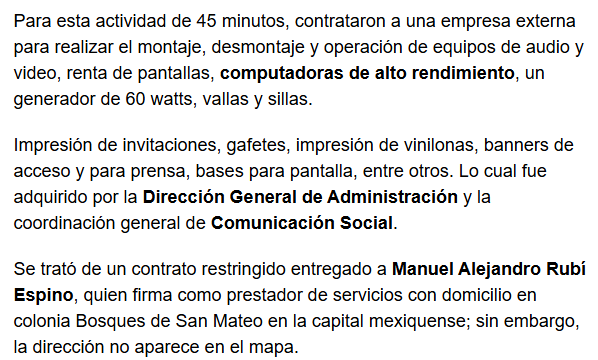 Para esta actividad de 45 minutos, contrataron a una empresa externa
para realizar el montaje, desmontaje y operación de equipos de audio y
video, renta de pantallas, computadoras de alto rendimiento, un
generador de 60 watts, vallas y sillas.
Impresión de invitaciones, gafetes, impresión de vinilonas, banners de
acceso y para prensa, bases para pantalla, entre otros. Lo cual fue
adquirido por la Dirección General de Administración y la
coordinación general de Comunicación Social.
Se trató de un contrato restringido entregado a Manuel Alejandro Rubí
Espino, quien firma como prestador de servicios con domicilio en
colonia Bosques de San Mateo en la capital mexiquense; sin embargo,
la dirección no aparece en el mapa.